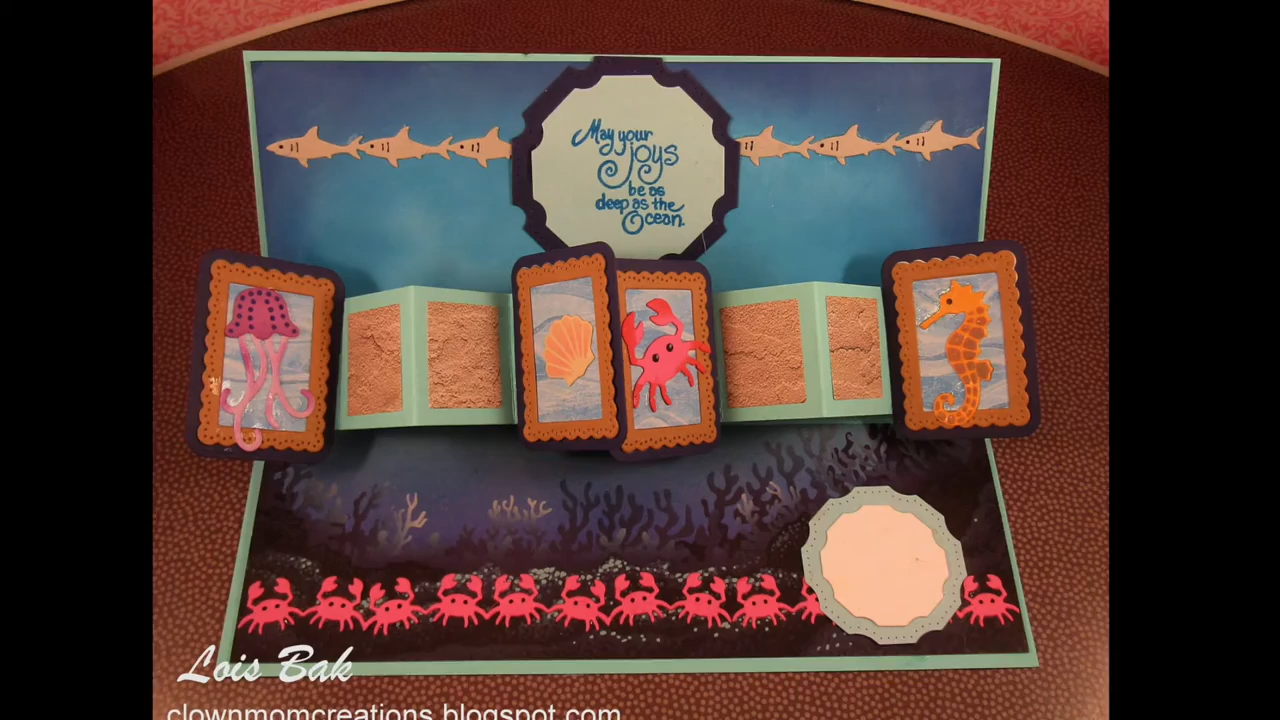 May your
joys
be as
deep as the
Ocean.
Lois Bak
clownmomcreations.blogspot.com